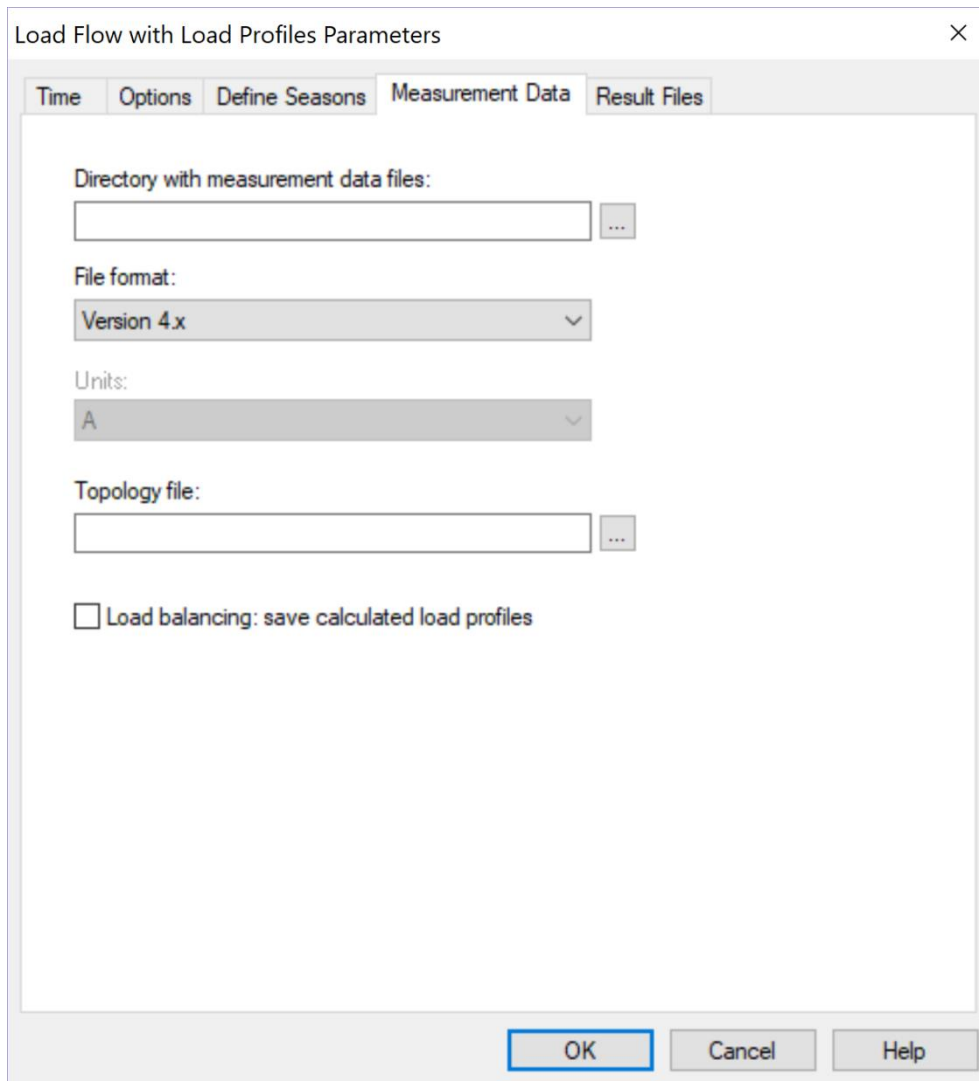 Load Flow with Load Profiles Parameters
Time Options Define Seasons Measurement Data Result Files
Directory with measurement data files:
...
File format:
Version 4.x
Units:
A
Topology file:
...
Load balancing: save calculated load profiles
OK Cancel Help